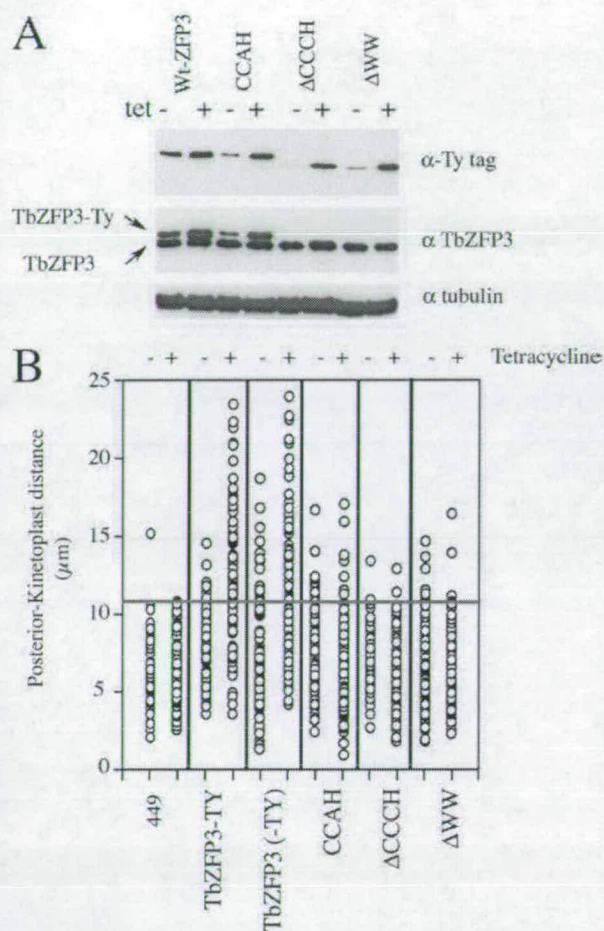 A
Wt-ZFP3
CCAH
ΔCCCH
ΔWW
tet - + - + - + - +
α-Ty tag
TbZFP3-Ty
α TbZFP3
TbZFP3
α tubulin
B
- + - + - + - + - + - + Tetracycline
25
20
15
10
5
0
Posterior-Kinetoplast distance
(μm)
449
TbZFP3-TY
TbZFP3 (-TY)
CCAH
ΔCCCH
ΔWW